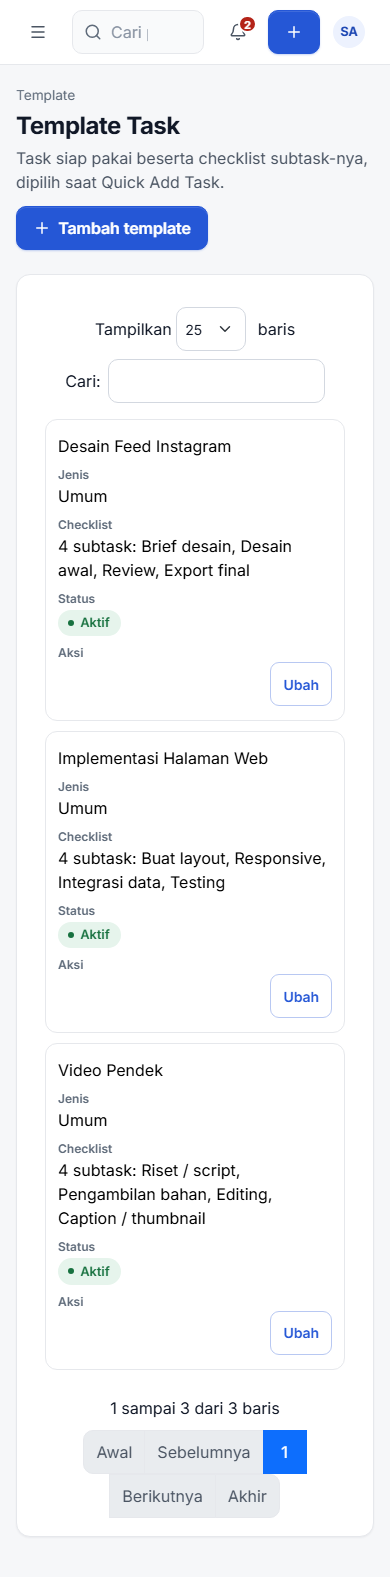 Cari
2
SA
Template
Template Task
Task siap pakai beserta checklist subtask-nya,
dipilih saat Quick Add Task.
+ Tambah template
Tampilkan 25 baris
Cari:
Desain Feed Instagram
Jenis
Umum
Checklist
4 subtask: Brief desain, Desain
awal, Review, Export final
Status
Aktif
Aksi
Ubah
Implementasi Halaman Web
Jenis
Umum
Checklist
4 subtask: Buat layout, Responsive,
Integrasi data, Testing
Status
Aktif
Aksi
Ubah
Video Pendek
Jenis
Umum
Checklist
4 subtask: Riset / script,
Pengambilan bahan, Editing,
Caption / thumbnail
Status
Aktif
Aksi
Ubah
1 sampai 3 dari 3 baris
Awal Sebelumnya 1
Berikutnya Akhir